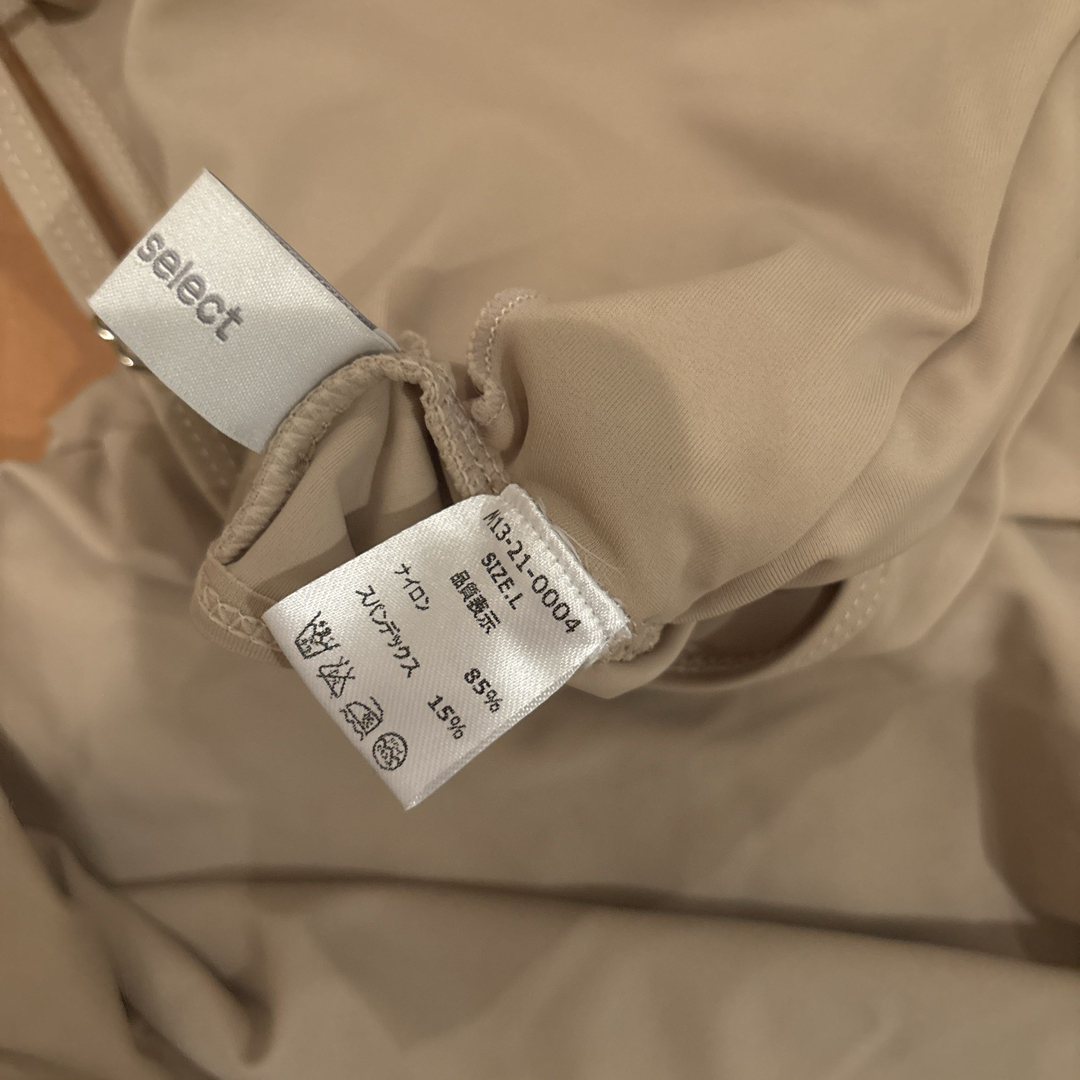 select
M13-21-0004
SIZE.L
品質表示
ナイロン 85%
スパンデックス 15%